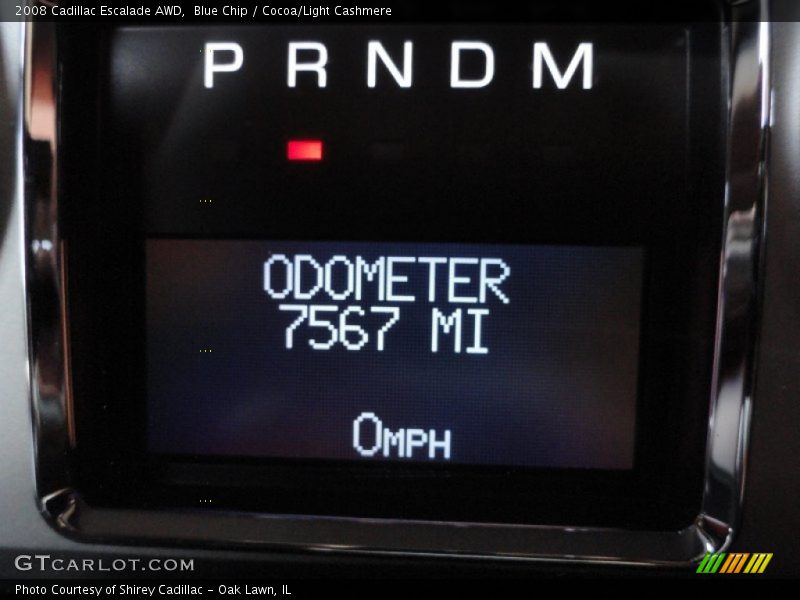 2008 Cadillac Escalade AWD,  Blue Chip / Cocoa/Light Cashmere
P R N D M
ODOMETER
7567 MI
0MPH
GTCARLOT.COM
Photo Courtesy of Shirey Cadillac - Oak Lawn, IL